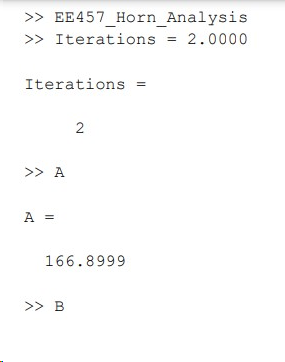 >> EE457_Horn_Analysis
>> Iterations = 2.0000
Iterations =
2
>> A
A =
166.8999
>> B